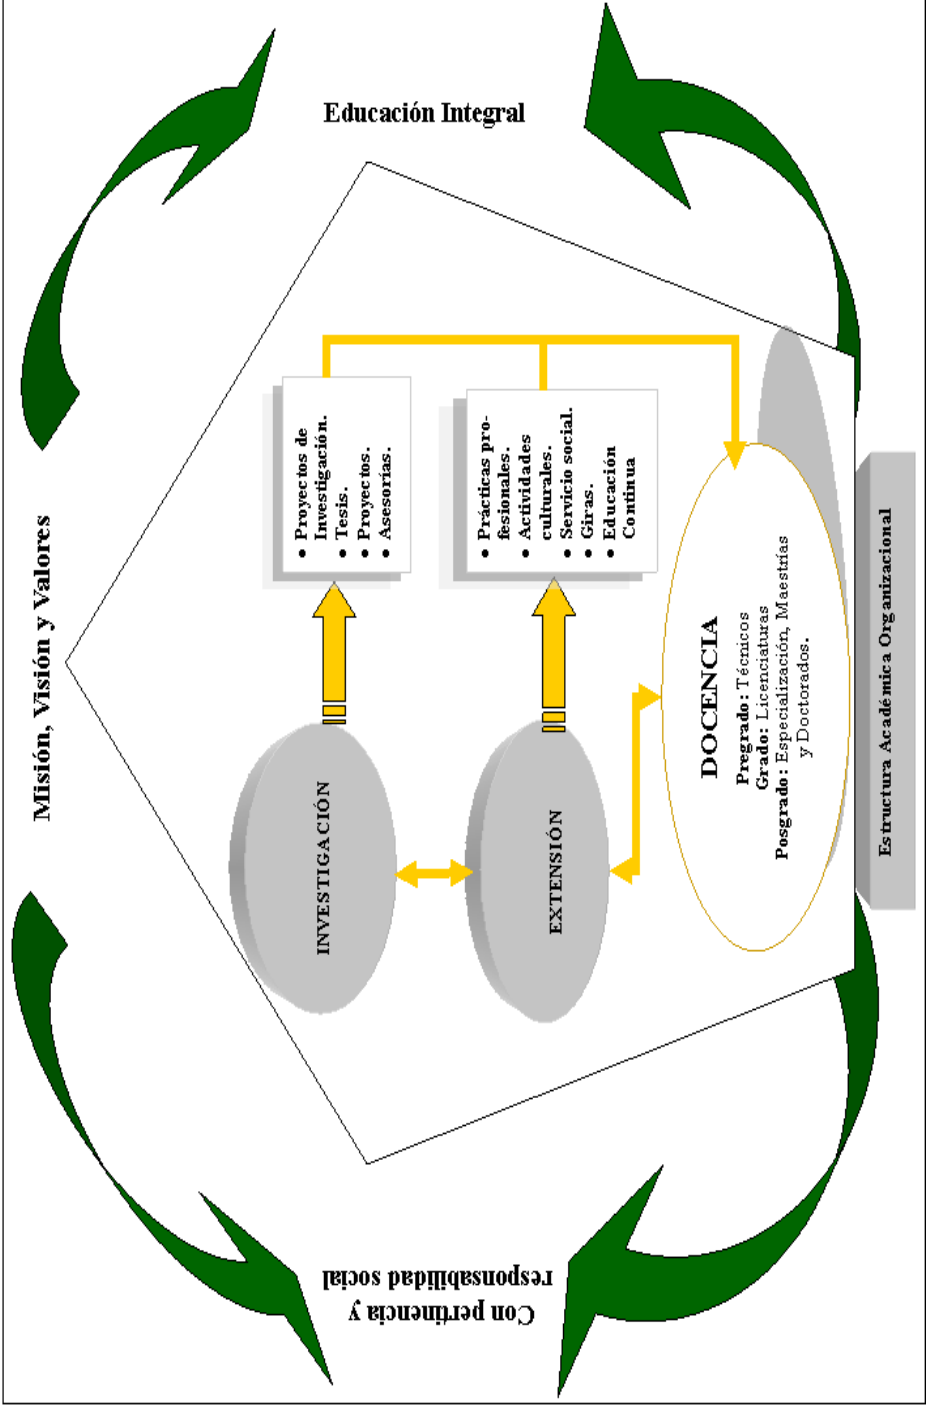 Misión, Visión y Valores
Educación Integral
INVESTIGACIÓN
• Proyectos de
Investigación.
• Tesis.
• Proyectos.
• Asesorías.
EXTENSIÓN
• Prácticas pro-
fesionales.
• Actividades
culturales.
• Servicio social.
• Giras.
• Educación
Continua
DOCENCIA
Pregrado: Técnicos
Grado: Licenciaturas
Posgrado: Especialización, Maestrías
y Doctorados.
Estructura Académica Organizacional
Con pertinencia y
responsabilidad social